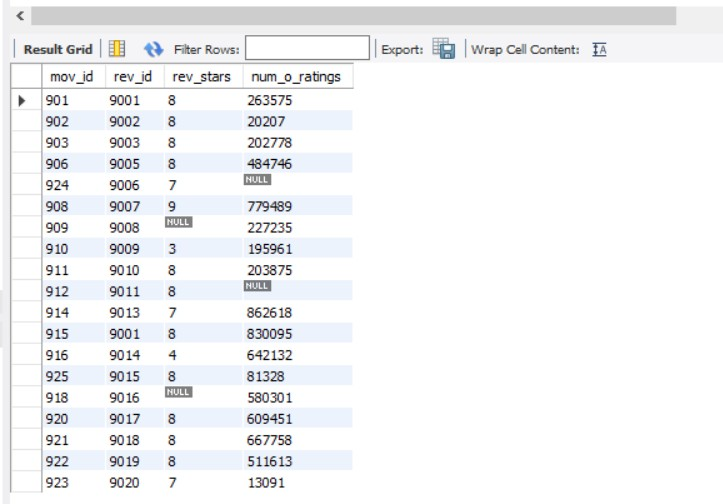 Result Grid Filter Rows: Export: Wrap Cell Content: IA
mov_id rev_id rev_stars num_o_ratings
901 9001 8 263575
902 9002 8 20207
903 9003 8 202778
906 9005 8 484746
924 9006 7 NULL
908 9007 9 779489
909 9008 NULL 227235
910 9009 3 195961
911 9010 8 203875
912 9011 8 NULL
914 9013 7 862618
915 9001 8 830095
916 9014 4 642132
925 9015 8 81328
918 9016 NULL 580301
920 9017 8 609451
921 9018 8 667758
922 9019 8 511613
923 9020 7 13091